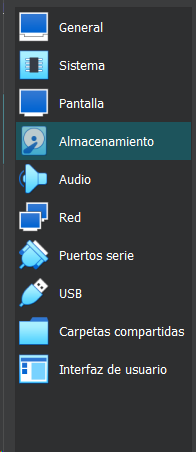 General
Sistema
Pantalla
Almacenamiento
Audio
Red
Puertos serie
USB
Carpetas compartidas
Interfaz de usuario